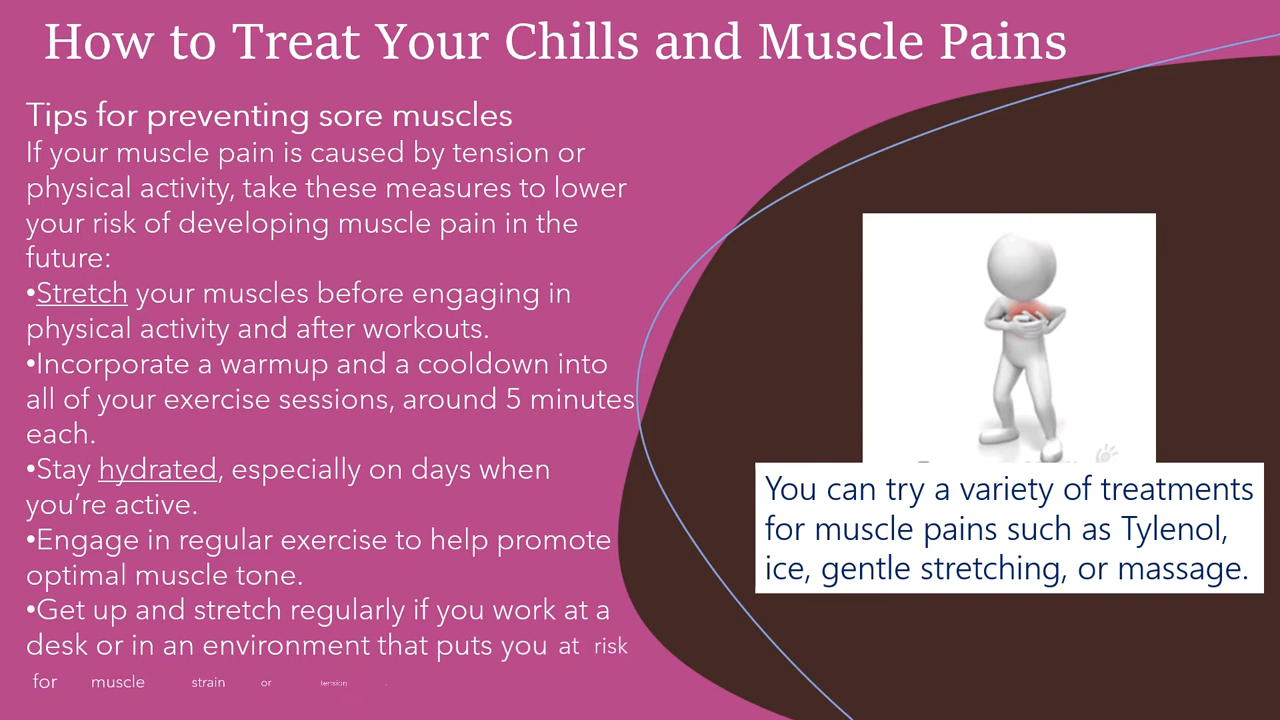 How to Treat Your Chills and Muscle Pains
Tips for preventing sore muscles
If your muscle pain is caused by tension or
physical activity, take these measures to lower
your risk of developing muscle pain in the
future:
•Stretch your muscles before engaging in
physical activity and after workouts.
•Incorporate a warmup and a cooldown into
all of your exercise sessions, around 5 minutes
each.
•Stay hydrated, especially on days when
you’re active.
•Engage in regular exercise to help promote
optimal muscle tone.
•Get up and stretch regularly if you work at a
desk or in an environment that puts you at risk
for muscle strain or tension .
You can try a variety of treatments
for muscle pains such as Tylenol,
ice, gentle stretching, or massage.